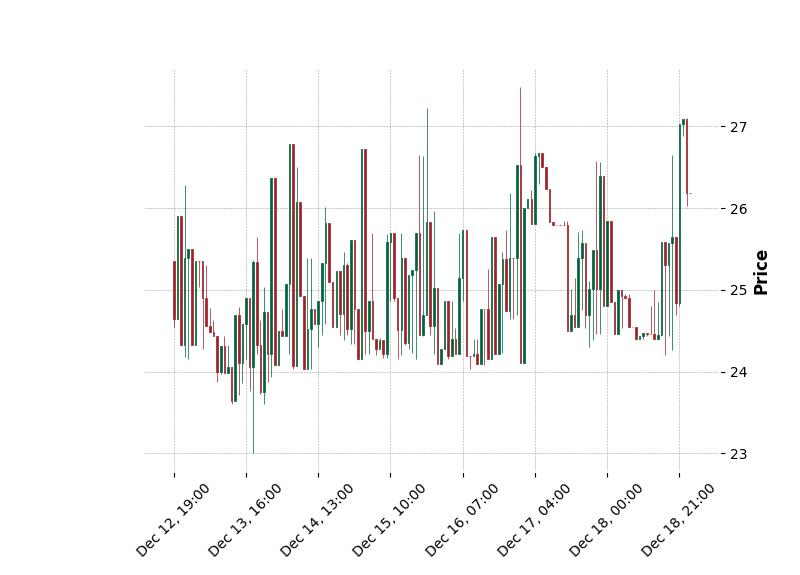 27
26
25
24
23
Price
Dec 12, 19:00
Dec 13, 16:00
Dec 14, 13:00
Dec 15, 10:00
Dec 16, 07:00
Dec 17, 04:00
Dec 18, 00:00
Dec 18, 21:00